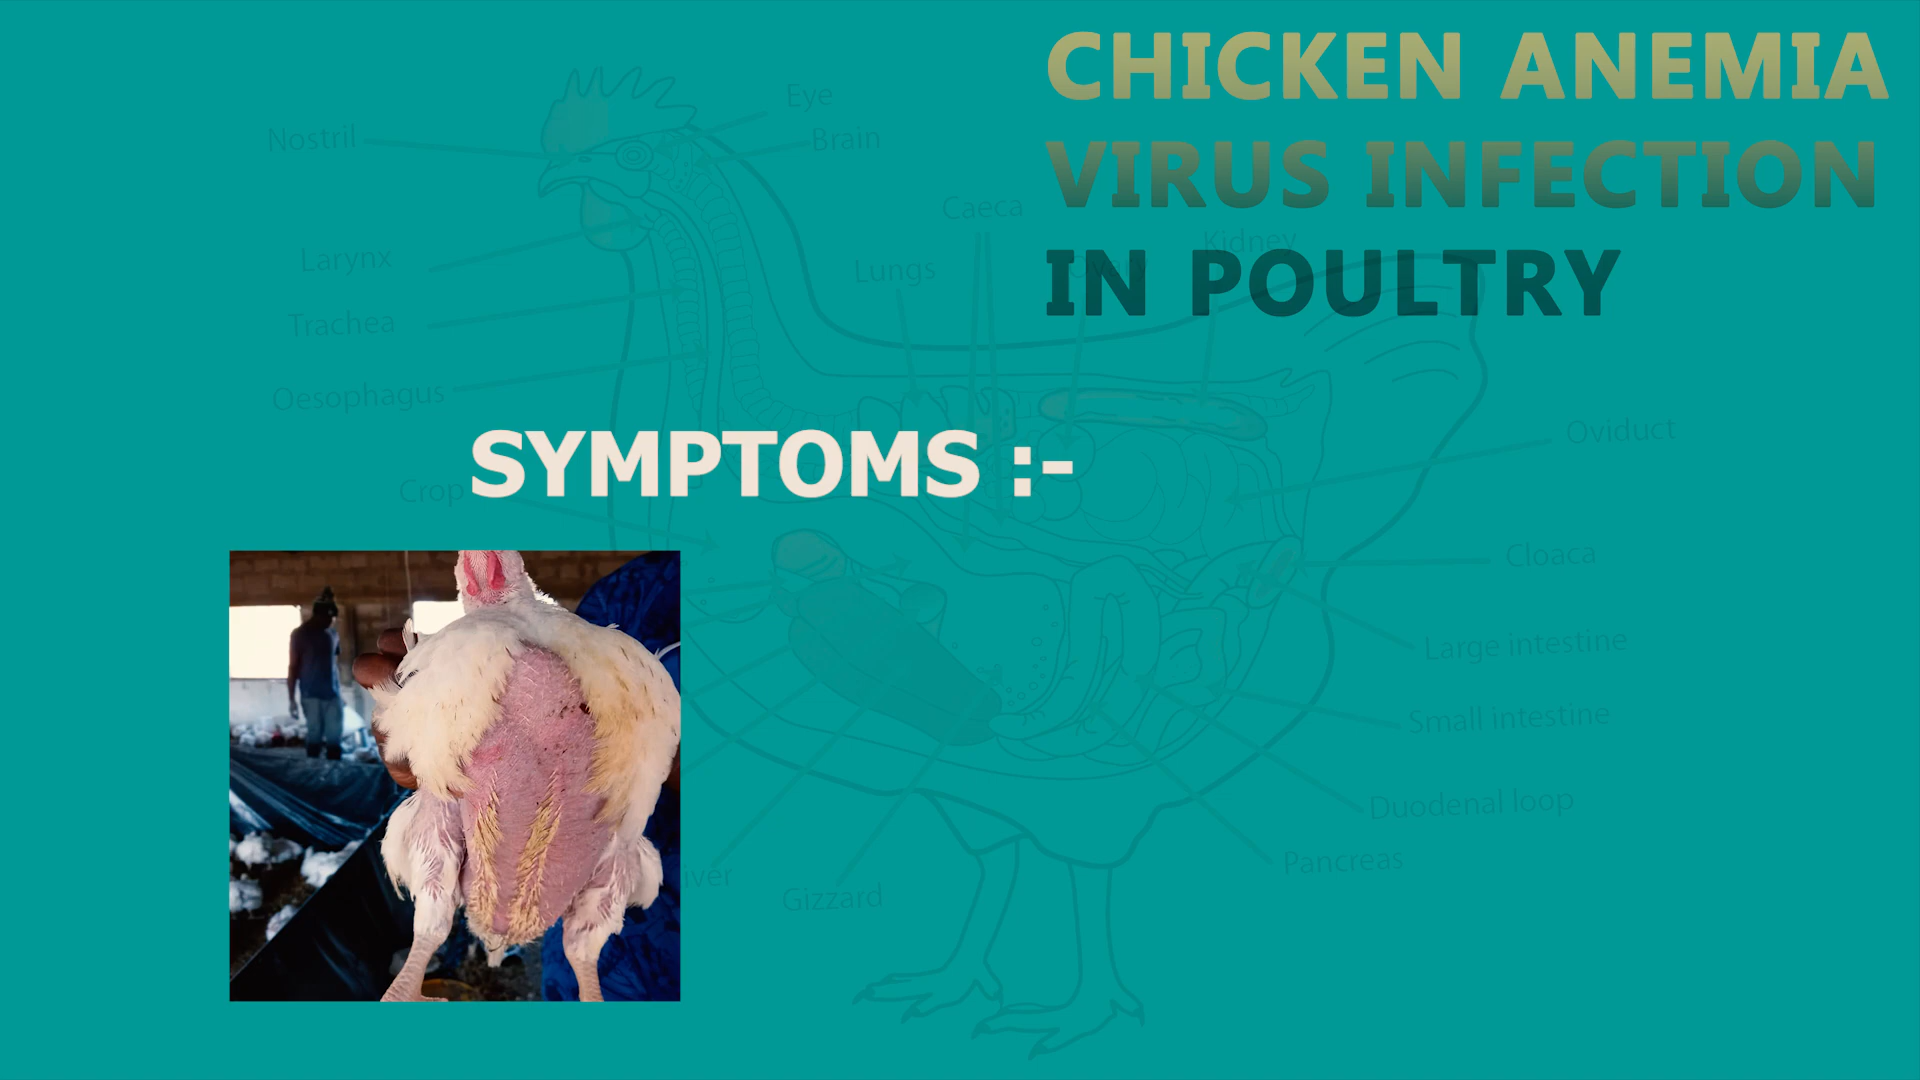 CHICKEN ANEMIA
VIRUS INFECTION
IN POULTRY
Eye
Nostril
Brain
Caeca
Kidney
Larynx
Lungs
Ovary
Trachea
Oesophagus
Oviduct
SYMPTOMS :-
Crop
Cloaca
Large intestine
Small intestine
Duodenal loop
Pancreas
Gizzard